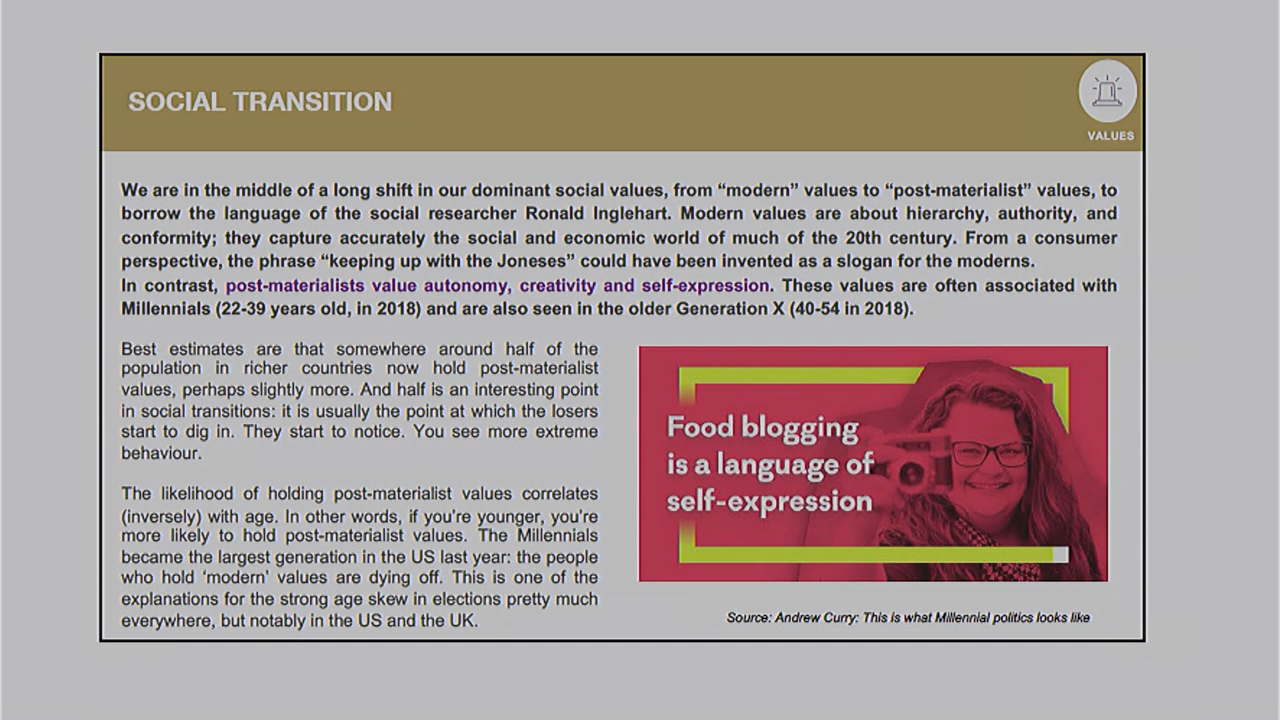 SOCIAL TRANSITION
VALUES
We are in the middle of a long shift in our dominant social values, from “modern” values to “post-materialist” values, to
borrow the language of the social researcher Ronald Inglehart. Modern values are about hierarchy, authority, and
conformity; they capture accurately the social and economic world of much of the 20th century. From a consumer
perspective, the phrase “keeping up with the Joneses” could have been invented as a slogan for the moderns.
In contrast, post-materialists value autonomy, creativity and self-expression. These values are often associated with
Millennials (22-39 years old, in 2018) and are also seen in the older Generation X (40-54 in 2018).
Best estimates are that somewhere around half of the
population in richer countries now hold post-materialist
values, perhaps slightly more. And half is an interesting point
in social transitions: it is usually the point at which the losers
start to dig in. They start to notice. You see more extreme
behaviour.
The likelihood of holding post-materialist values correlates
(inversely) with age. In other words, if you’re younger, you’re
more likely to hold post-materialist values. The Millennials
became the largest generation in the US last year: the people
who hold ‘modern’ values are dying off. This is one of the
explanations for the strong age skew in elections pretty much
everywhere, but notably in the US and the UK.
Food blogging
is a language of
self-expression
Source: Andrew Curry: This is what Millennial politics looks like